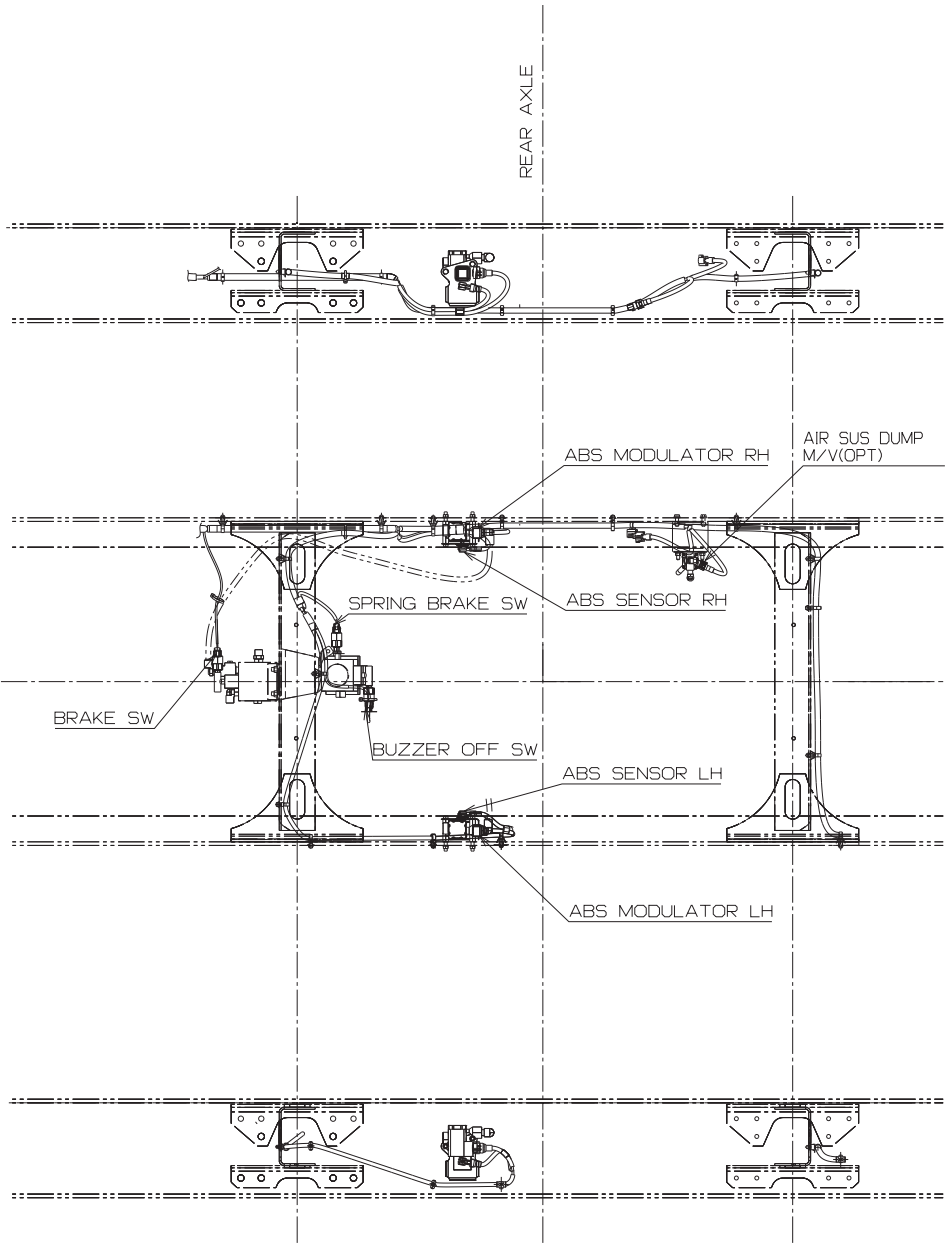 REAR AXLE
AIR SUS DUMP
M/V(OPT)
ABS MODULATOR RH
ABS SENSOR RH
SPRING BRAKE SW
BRAKE SW
BUZZER OFF SW
ABS SENSOR LH
ABS MODULATOR LH